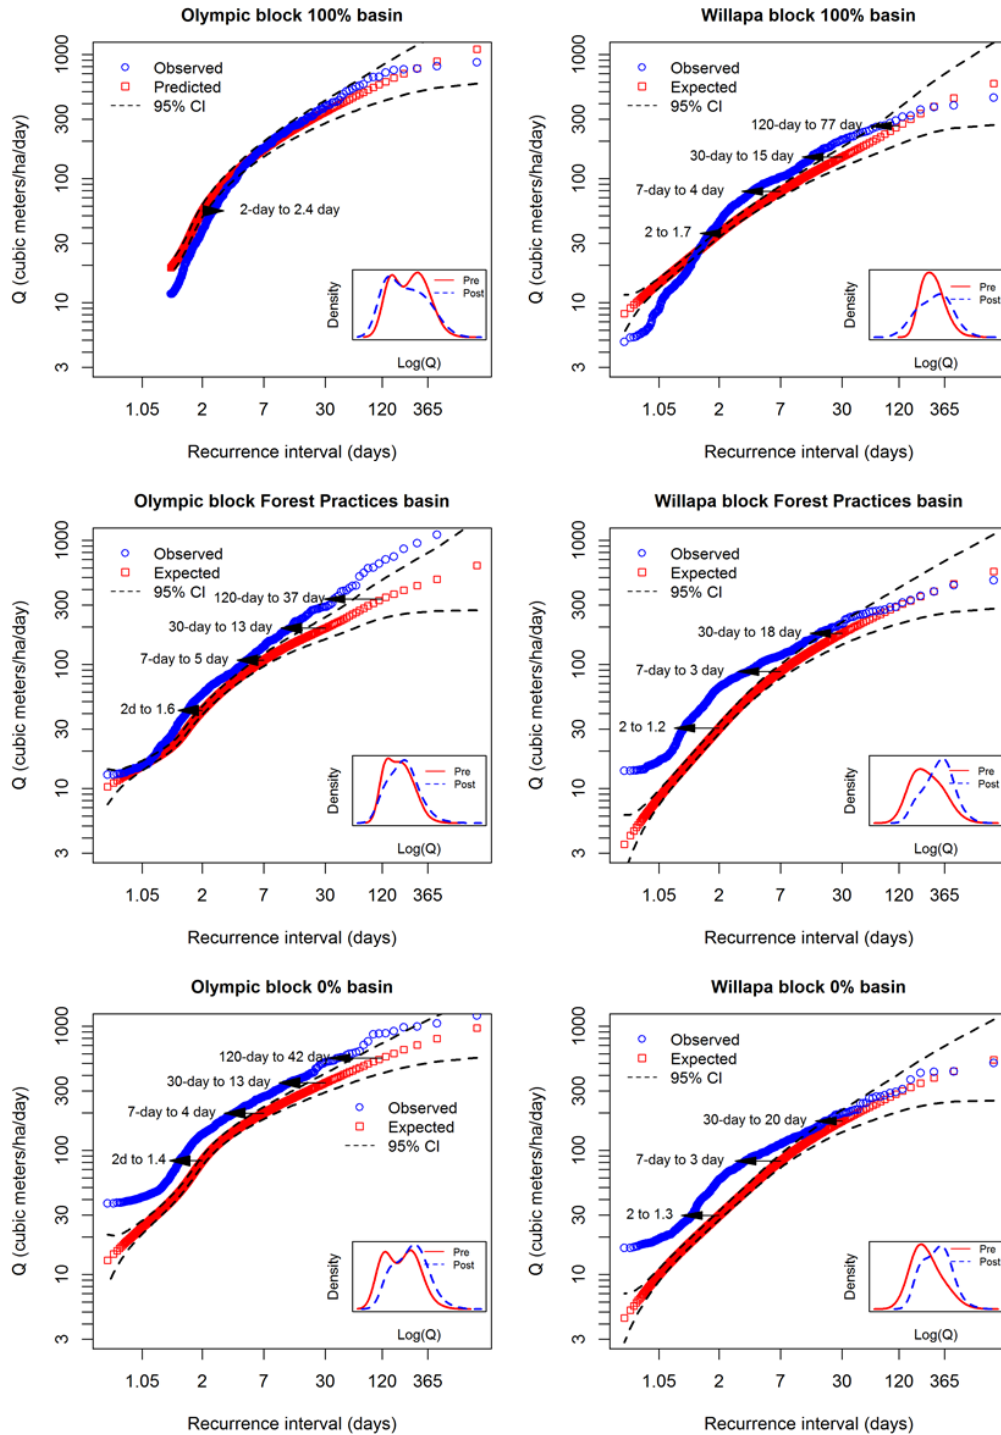 Olympic block 100% basin
Q (cubic meters/ha/day)
1000
300
100
30
10
3
Observed
Predicted
95% CI
2-day to 2.4 day
Density
Pre
Post
Log(Q)
1.05 2 7 30 120 365
Recurrence interval (days)
Willapa block 100% basin
Q (cubic meters/ha/day)
1000
300
100
30
10
3
Observed
Expected
95% CI
120-day to 77 day
30-day to 15 day
7-day to 4 day
2 to 1.7
Density
Pre
Post
Log(Q)
1.05 2 7 30 120 365
Recurrence interval (days)
Olympic block Forest Practices basin
Q (cubic meters/ha/day)
1000
300
100
30
10
3
Observed
Expected
95% CI
120-day to 37 day
30-day to 13 day
7-day to 5 day
2d to 1.6
Density
Pre
Post
Log(Q)
1.05 2 7 30 120 365
Recurrence interval (days)
Willapa block Forest Practices basin
Q (cubic meters/ha/day)
1000
300
100
30
10
3
Observed
Expected
95% CI
30-day to 18 day
7-day to 3 day
2 to 1.2
Density
Pre
Post
Log(Q)
1.05 2 7 30 120 365
Recurrence interval (days)
Olympic block 0% basin
Q (cubic meters/ha/day)
1000
300
100
30
10
3
120-day to 42 day
30-day to 13 day
7-day to 4 day
2d to 1.4
Observed
Expected
95% CI
Density
Pre
Post
Log(Q)
1.05 2 7 30 120 365
Recurrence interval (days)
Willapa block 0% basin
Q (cubic meters/ha/day)
1000
300
100
30
10
3
Observed
Expected
95% CI
30-day to 20 day
7-day to 3 day
2 to 1.3
Density
Pre
Post
Log(Q)
1.05 2 7 30 120 365
Recurrence interval (days)